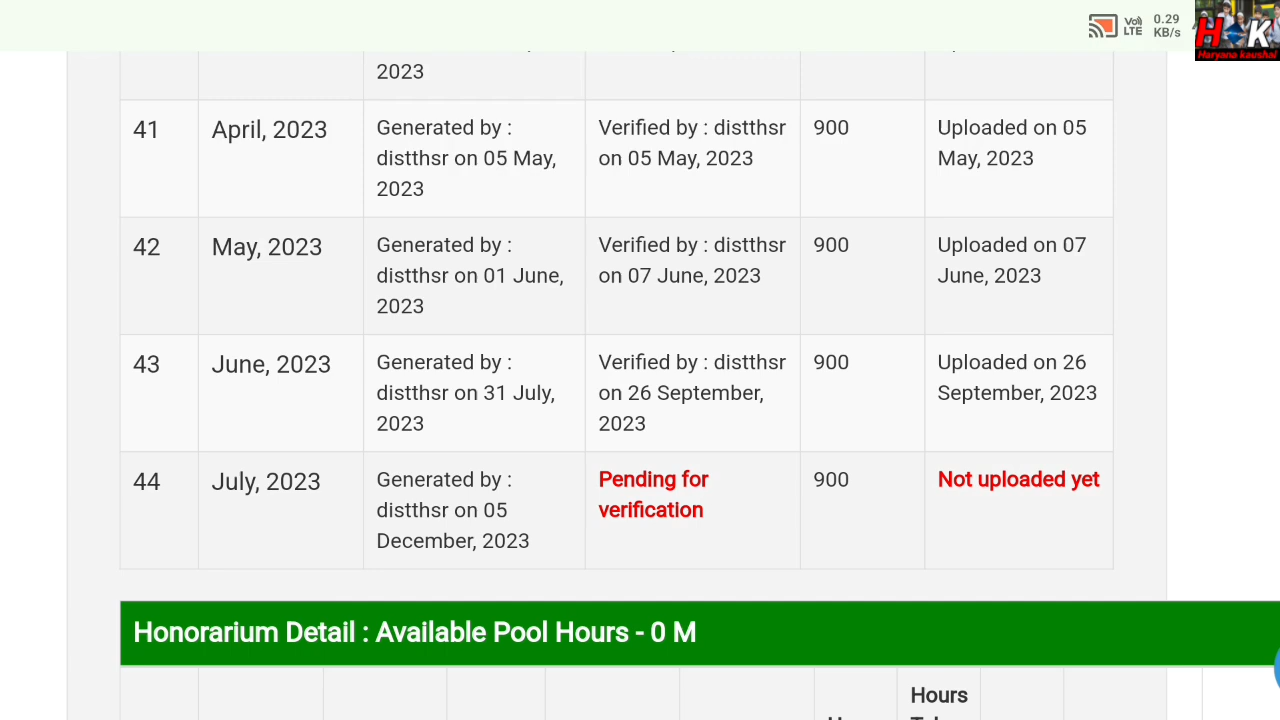 Vo))
LTE
0.29
KB/s
H K
Haryana kaushal
2023
41 April, 2023 Generated by : Verified by : distthsr 900 Uploaded on 05
distthsr on 05 May, on 05 May, 2023 May, 2023
2023
42 May, 2023 Generated by : Verified by : distthsr 900 Uploaded on 07
distthsr on 01 June, on 07 June, 2023 June, 2023
2023
43 June, 2023 Generated by : Verified by : distthsr 900 Uploaded on 26
distthsr on 31 July, on 26 September, September, 2023
2023 2023
44 July, 2023 Generated by : Pending for 900 Not uploaded yet
distthsr on 05 verification
December, 2023
Honorarium Detail : Available Pool Hours - 0 M
Hours